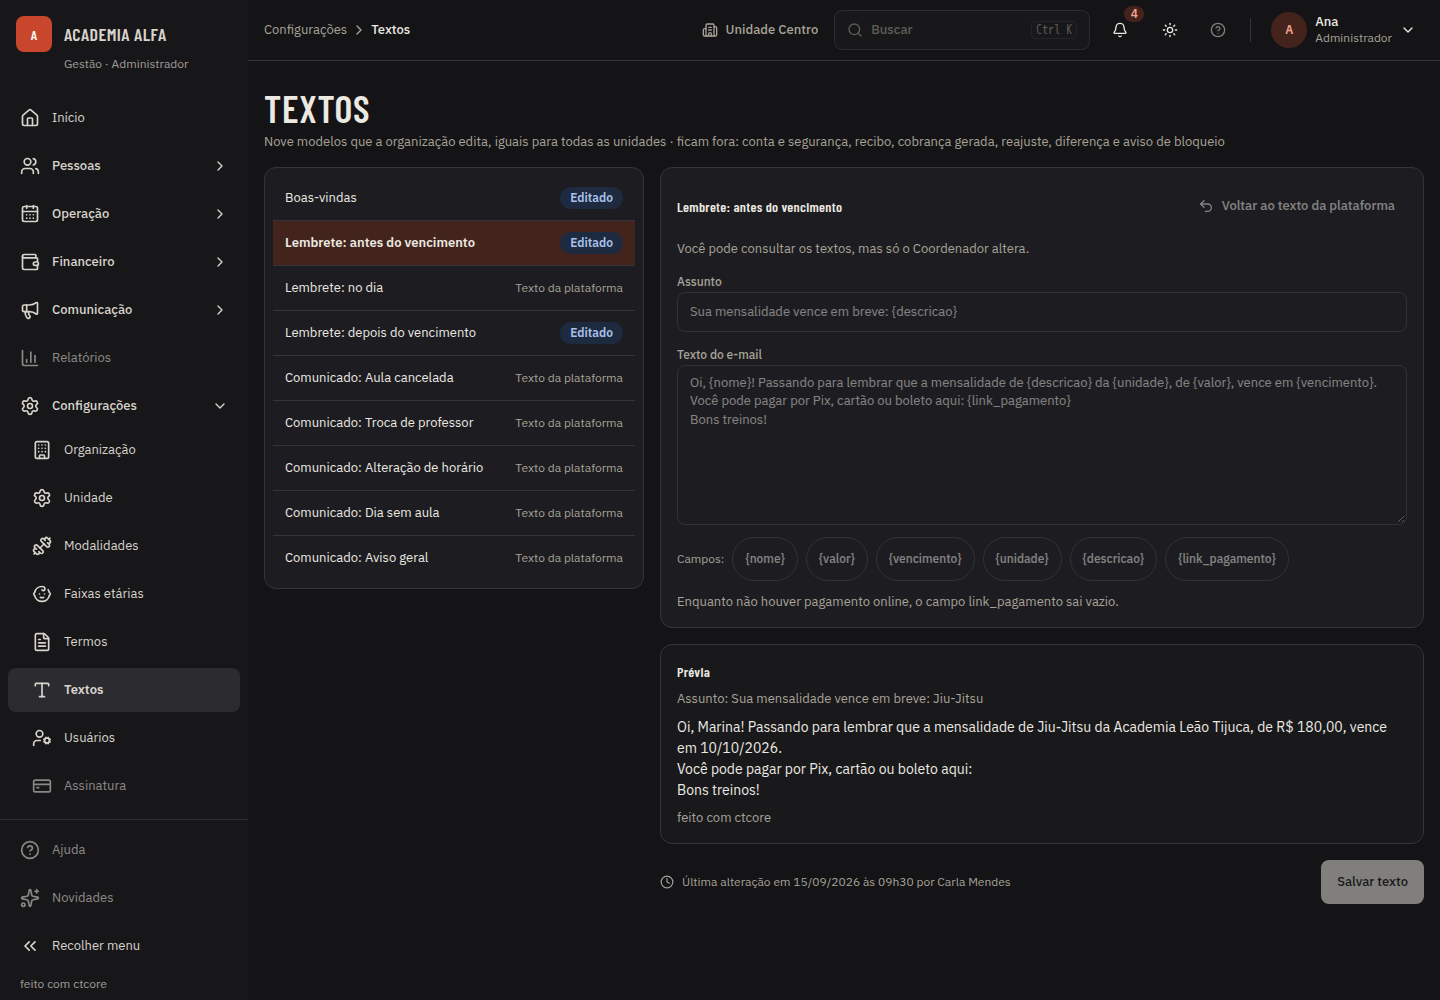 A
ACADEMIA ALFA
Gestão · Administrador
Início
Pessoas
Operação
Financeiro
Comunicação
Relatórios
Configurações
Organização
Unidade
Modalidades
Faixas etárias
Termos
Textos
Usuários
Assinatura
Ajuda
Novidades
Recolher menu
feito com ctcore
Configurações > Textos
Unidade Centro
Buscar
Ctrl K
4
A
Ana
Administrador
TEXTOS
Nove modelos que a organização edita, iguais para todas as unidades · ficam fora: conta e segurança, recibo, cobrança gerada, reajuste, diferença e aviso de bloqueio
Boas-vindas Editado
Lembrete: antes do vencimento Editado
Lembrete: no dia Texto da plataforma
Lembrete: depois do vencimento Editado
Comunicado: Aula cancelada Texto da plataforma
Comunicado: Troca de professor Texto da plataforma
Comunicado: Alteração de horário Texto da plataforma
Comunicado: Dia sem aula Texto da plataforma
Comunicado: Aviso geral Texto da plataforma
Lembrete: antes do vencimento
Voltar ao texto da plataforma
Você pode consultar os textos, mas só o Coordenador altera.
Assunto
Sua mensalidade vence em breve: {descricao}
Texto do e-mail
Oi, {nome}! Passando para lembrar que a mensalidade de {descricao} da {unidade}, de {valor}, vence em {vencimento}.
Você pode pagar por Pix, cartão ou boleto aqui: {link_pagamento}
Bons treinos!
Campos: {nome} {valor} {vencimento} {unidade} {descricao} {link_pagamento}
Enquanto não houver pagamento online, o campo link_pagamento sai vazio.
Prévia
Assunto: Sua mensalidade vence em breve: Jiu-Jitsu
Oi, Marina! Passando para lembrar que a mensalidade de Jiu-Jitsu da Academia Leão Tijuca, de R$ 180,00, vence
em 10/10/2026.
Você pode pagar por Pix, cartão ou boleto aqui:
Bons treinos!
feito com ctcore
Última alteração em 15/09/2026 às 09h30 por Carla Mendes
Salvar texto